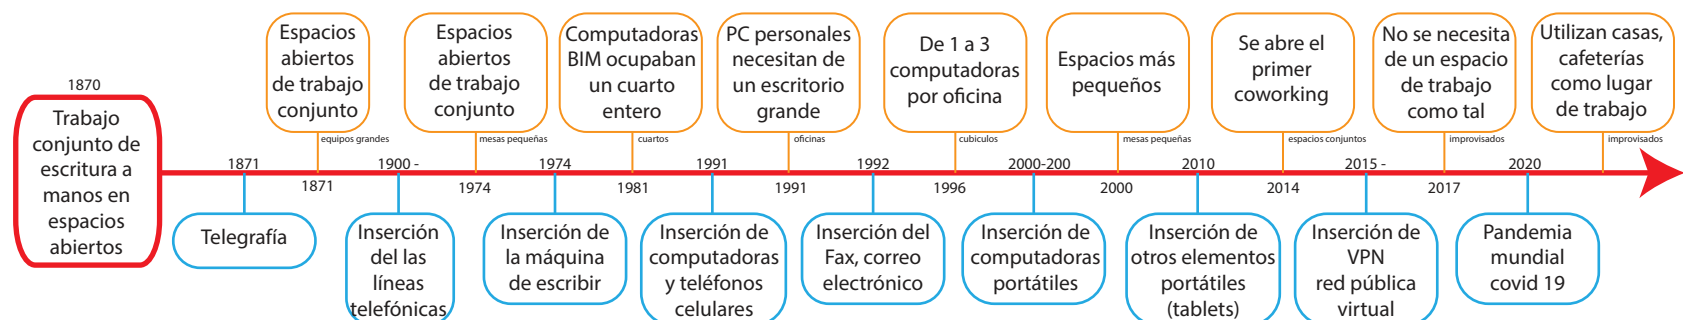 1870
Trabajo
conjunto de
escritura a
manos en
espacios
abiertos
Espacios
abiertos
de trabajo
conjunto
equipos grandes
Espacios
abiertos
de trabajo
conjunto
mesas pequeñas
Computadoras
BIM ocupaban
un cuarto
entero
cuartos
PC personales
necesitan de
un escritorio
grande
oficinas
De 1 a 3
computadoras
por oficina
cubiculos
Espacios más
pequeños
mesas pequeñas
Se abre el
primer
coworking
espacios conjuntos
No se necesita
de un espacio
de trabajo
como tal
improvisados
Utilizan casas,
cafeterías
como lugar
de trabajo
improvisados
1871
1900 -
1974
1991
1992
2000-200
2010
2015 -
2020
1871
1974
1981
1991
1996
2000
2014
2017
Telegrafía
Inserción
del las
líneas
telefónicas
Inserción de
la máquina
de escribir
Inserción de
computadoras
y teléfonos
celulares
Inserción del
Fax, correo
electrónico
Inserción de
computadoras
portátiles
Inserción de
otros elementos
portátiles
(tablets)
Inserción de
VPN
red pública
virtual
Pandemia
mundial
covid 19